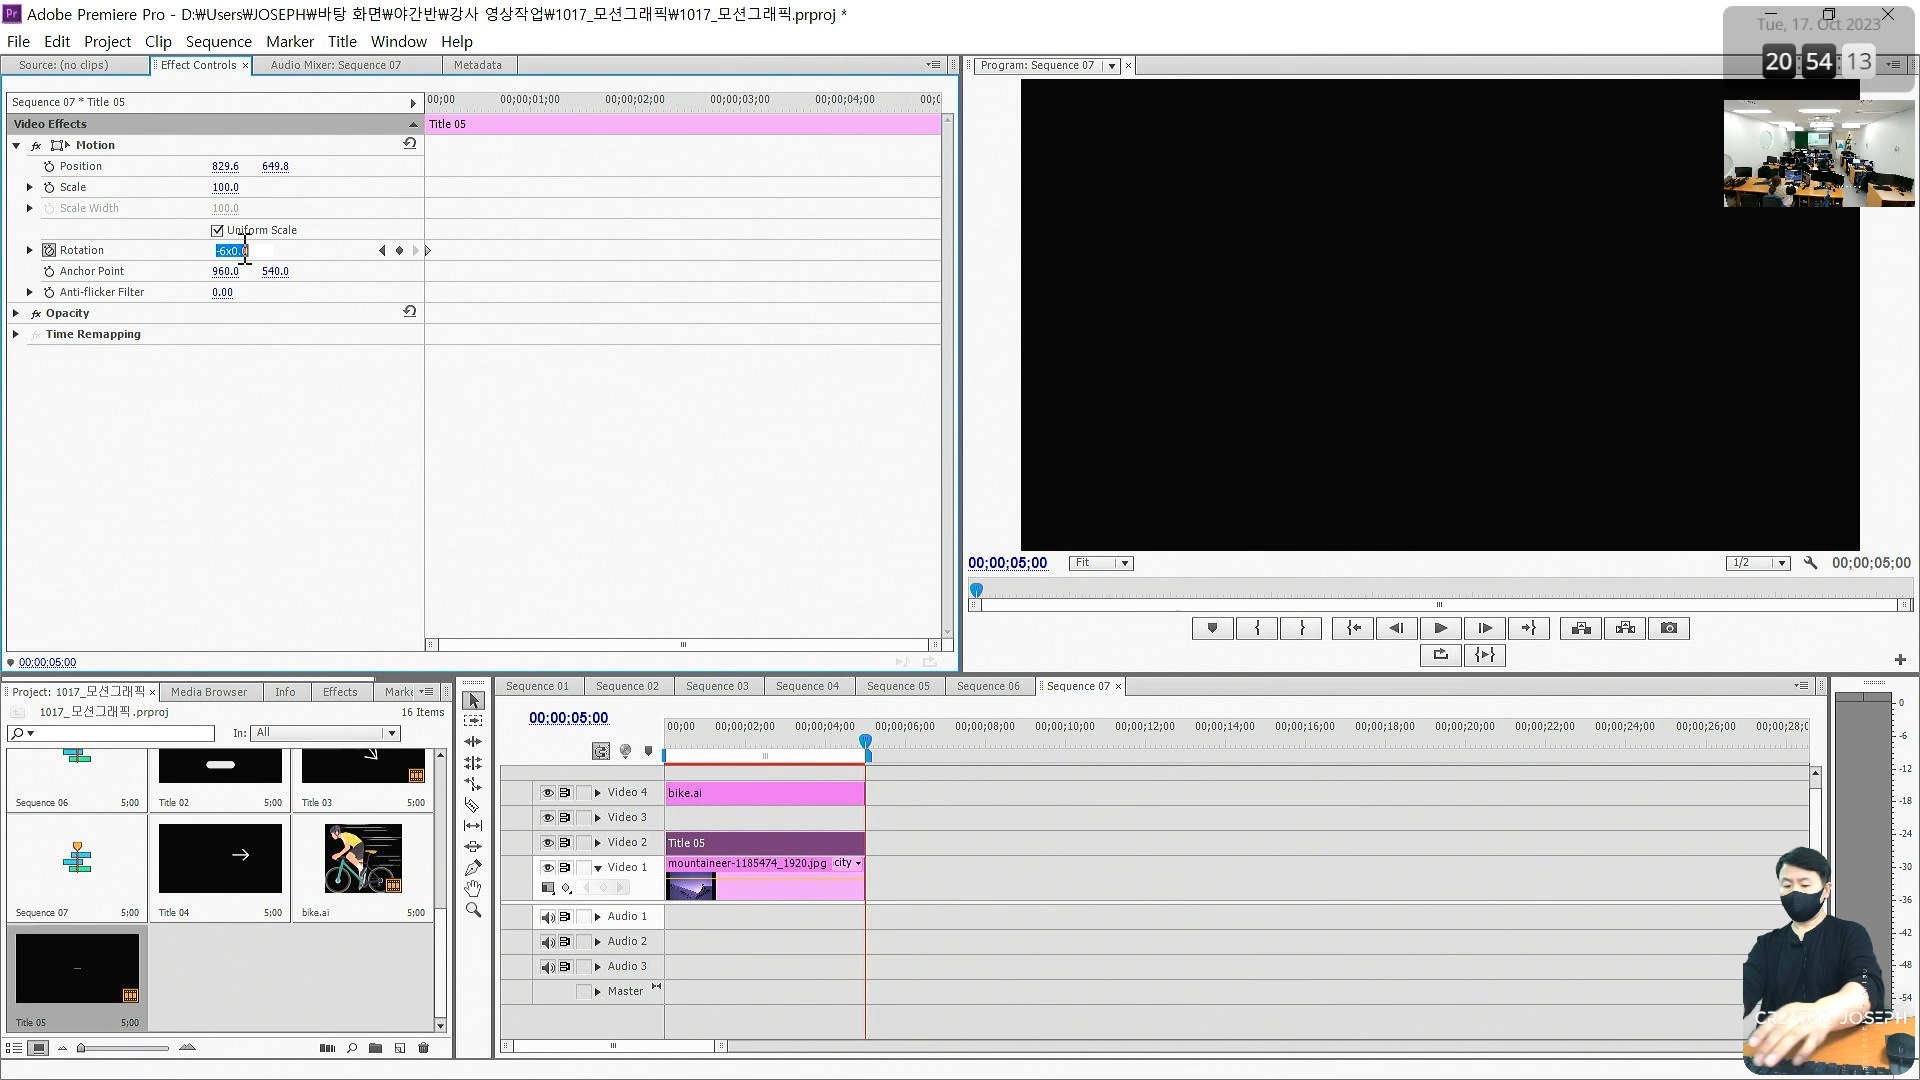 Adobe Premiere Pro - D:₩Users₩JOSEPH₩바탕 화면₩야간반₩강사 영상작업₩1017_모션그래픽₩1017_모션그래픽.prproj *
Tue, 17. Oct 2023
20 54 13
File Edit Project Clip Sequence Marker Title Window Help
Source: (no clips) Effect Controls × Audio Mixer: Sequence 07 Metadata
Program: Sequence 07 ×
Sequence 07 * Title 05
00;00 00;00;01;00 00;00;02;00 00;00;03;00 00;00;04;00 00;0
Video Effects
Title 05
fx Motion
Position 829.6 649.8
Scale 100.0
Scale Width 100.0
Uniform Scale
Rotation -6x0.
Anchor Point 960.0 540.0
Anti-flicker Filter 0.00
fx Opacity
fx Time Remapping
00;00;05;00 Fit 1/2 00;00;05;00
00;00;05;00
Project: 1017_모션그래픽 × Media Browser Info Effects Marke
1017_모션그래픽.prproj 16 Items
In: All
Sequence 06 5;00
Title 02 5;00
Title 03 5;00
Sequence 07 5;00
Title 04 5;00
bike.ai 5;00
Title 05 5;00
Sequence 01 Sequence 02 Sequence 03 Sequence 04 Sequence 05 Sequence 06 Sequence 07 ×
00;00;05;00
00;00 00;00;02;00 00;00;04;00 00;00;06;00 00;00;08;00 00;00;10;00 00;00;12;00 00;00;14;00 00;00;16;00 00;00;18;00 00;00;20;00 00;00;22;00 00;00;24;00 00;00;26;00 00;00;28;0
Video 4 bike.ai
Video 3
Video 2 Title 05
Video 1 mountaineer-1185474_1920.jpg city
Audio 1
Audio 2
Audio 3
Master
0
-6
-12
-18
-24
-30
-36
-42
-48
-54
CREATOR JOSEPH